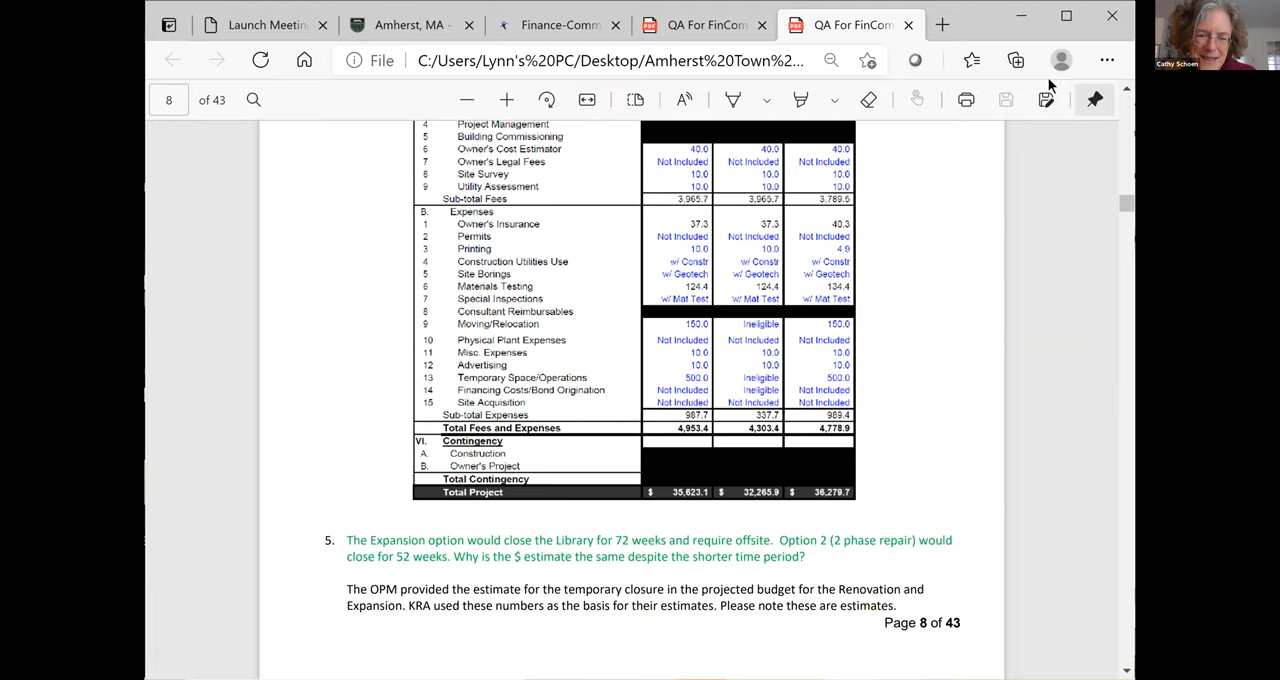 Launch Meetin
Amherst, MA -
Finance-Comm
QA For FinCom
QA For FinCom
File
C:/Users/Lynn's%20PC/Desktop/Amherst%20Town%2...
8 of 43
Cathy Schoen
4 Project Management
5 Building Commissioning
6 Owner's Cost Estimator 40.0 40.0 40.0
7 Owner's Legal Fees Not Included Not Included Not Included
8 Site Survey 10.0 10.0 10.0
9 Utility Assessment 10.0 10.0 10.0
Sub-total Fees 3,965.7 3,965.7 3,789.5
B. Expenses
1 Owner's Insurance 37.3 37.3 40.3
2 Permits Not Included Not Included Not Included
3 Printing 10.0 10.0 4.9
4 Construction Utilities Use w/ Constr w/ Constr w/ Constr
5 Site Borings w/ Geotech w/ Geotech w/ Geotech
6 Materials Testing 124.4 124.4 134.4
7 Special Inspections w/ Mat Test w/ Mat Test w/ Mat Test
8 Consultant Reimbursables
9 Moving/Relocation 150.0 Ineligible 150.0
10 Physical Plant Expenses Not Included Not Included Not Included
11 Misc. Expenses 10.0 10.0 10.0
12 Advertising 10.0 10.0 10.0
13 Temporary Space/Operations 500.0 Ineligible 500.0
14 Financing Costs/Bond Origination Not Included Ineligible Not Included
15 Site Acquisition Not Included Not Included Not Included
Sub-total Expenses 987.7 337.7 989.4
Total Fees and Expenses 4,953.4 4,303.4 4,778.9
VI. Contingency
A. Construction
B. Owner's Project
Total Contingency
Total Project $ 35,623.1 $ 32,265.9 $ 36,279.7
5. The Expansion option would close the Library for 72 weeks and require offsite. Option 2 (2 phase repair) would
close for 52 weeks. Why is the $ estimate the same despite the shorter time period?
The OPM provided the estimate for the temporary closure in the projected budget for the Renovation and
Expansion. KRA used these numbers as the basis for their estimates. Please note these are estimates.
Page 8 of 43